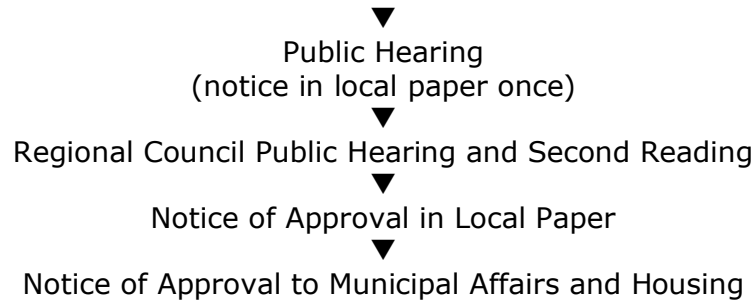 ▼
Public Hearing
(notice in local paper once)
▼
Regional Council Public Hearing and Second Reading
▼
Notice of Approval in Local Paper
▼
Notice of Approval to Municipal Affairs and Housing